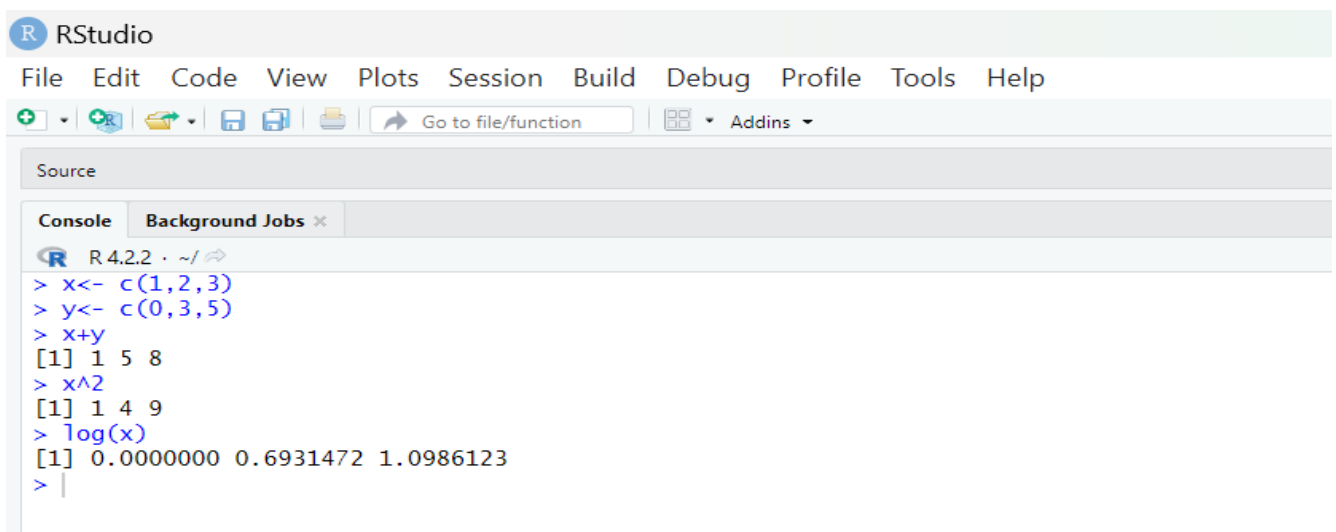 R RStudio
File Edit Code View Plots Session Build Debug Profile Tools Help
Go to file/function Addins
Source
Console Background Jobs
R R 4.2.2 · ~/
> x<- c(1,2,3)
> y<- c(0,3,5)
> x+y
[1] 1 5 8
> x^2
[1] 1 4 9
> log(x)
[1] 0.0000000 0.6931472 1.0986123
>